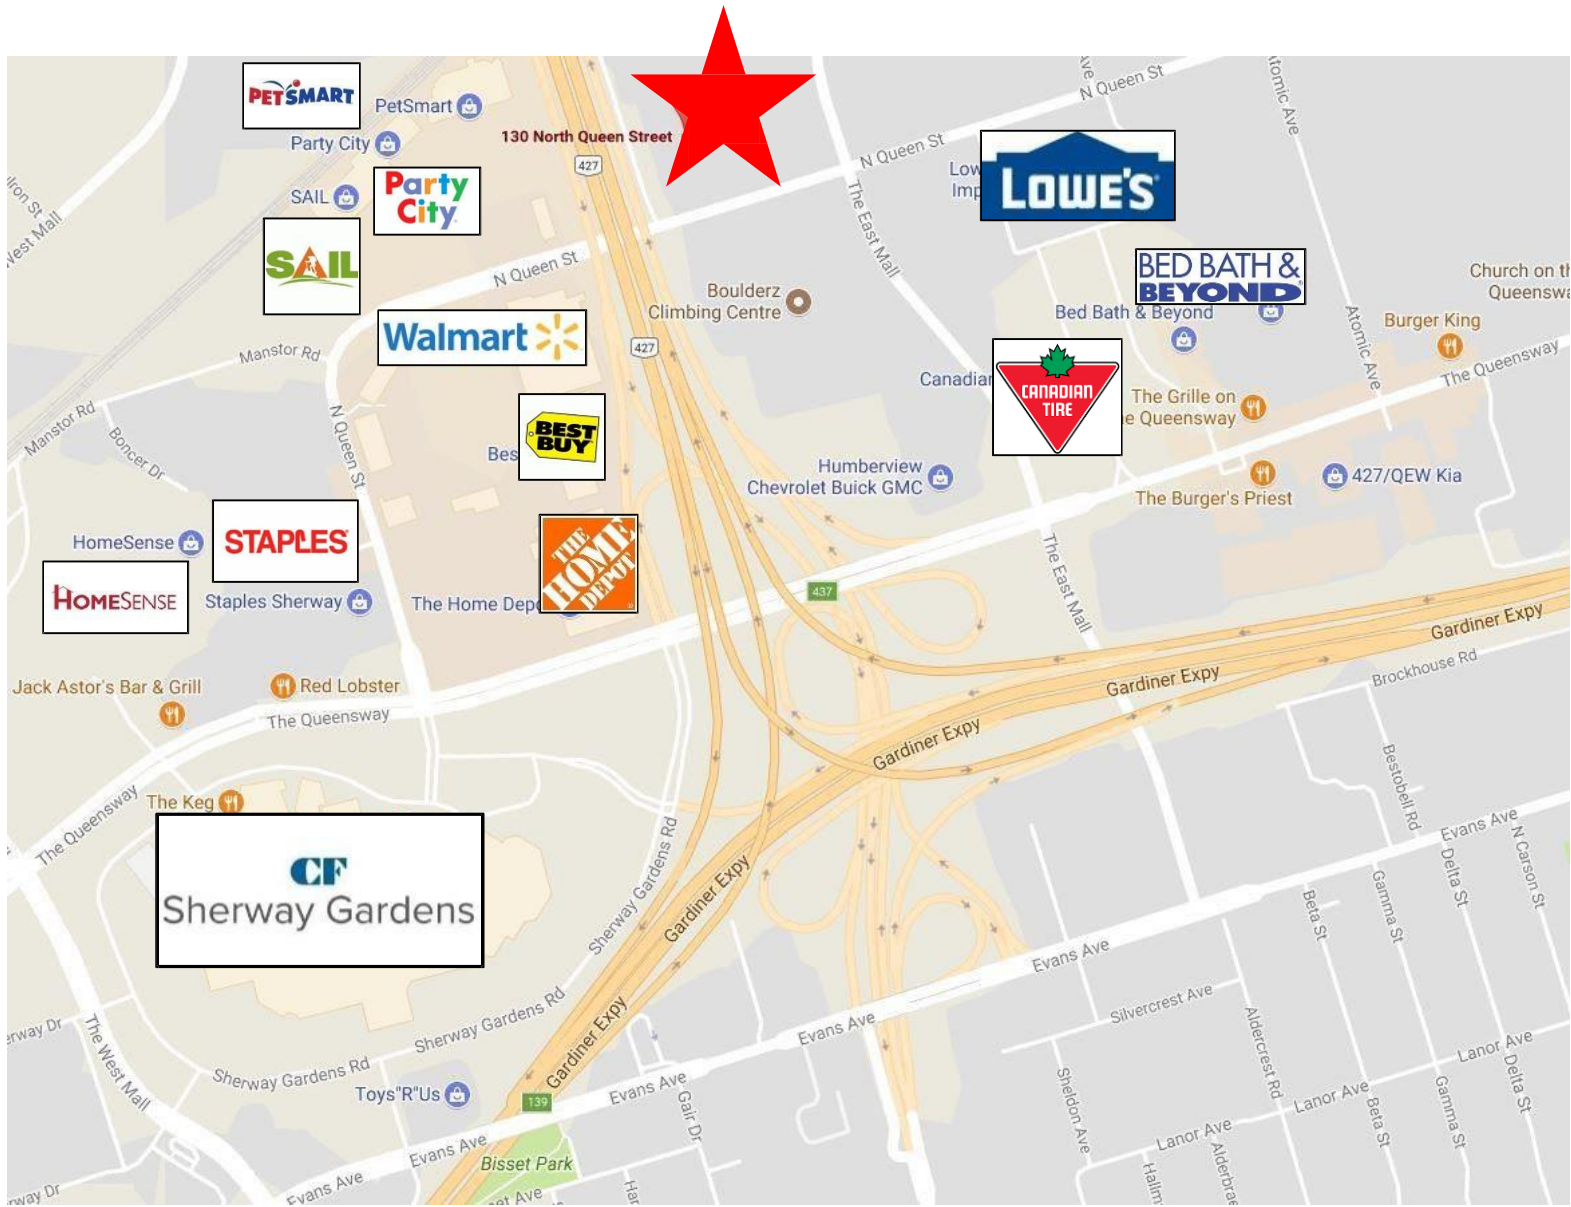 PETSMART
PetSmart
Party City
SAIL
Party
City
SAIL
130 North Queen Street
427
N Queen St
N Queen St
Ave
Atomic Ave
West Mall
The East Mall
LOWE'S
BED BATH &
BEYOND
Bed Bath & Beyond
Church on
Burger King
The Queensway
Atomic Ave
N Queen St
Walmart
427
Boulderz
Climbing Centre
Manstor Rd
Manstor Rd
Boncer Dr
N Queen St
BEST
BUY
Canadian
CANADIAN
TIRE
The Grille on
Queensway
Humberview
Chevrolet Buick GMC
The Burger's Priest
427/QEW Kia
HomeSense
STAPLES
HOMESENSE
Staples Sherway
The Home
THE
HOME
DEPOT
437
The East Mall
Gardiner Expy
Gardiner Expy
Gardiner Expy
Brockhouse Rd
Jack Astor's Bar & Grill
Red Lobster
The Queensway
The Queensway
The Keg
CF
Sherway Gardens
Sherway Gardens Rd
Gardiner Expy
Bestobell Rd
Evans Ave
N Carson St
Delta St
Gamma St
Beta St
Evans Ave
Evans Ave
Silvercrest Ave
Aldercrest Rd
Sheldon Ave
Lanor Ave
Lanor Ave
Lanor Ave
Delta St
Gamma St
Beta St
The West Mall
Sherway Gardens Rd
Sherway Gardens Rd
Gardiner Expy
Toys"R"Us
139
Evans Ave
Gair Dr
Evans Ave
Evans Ave
Bisset Park
Ave